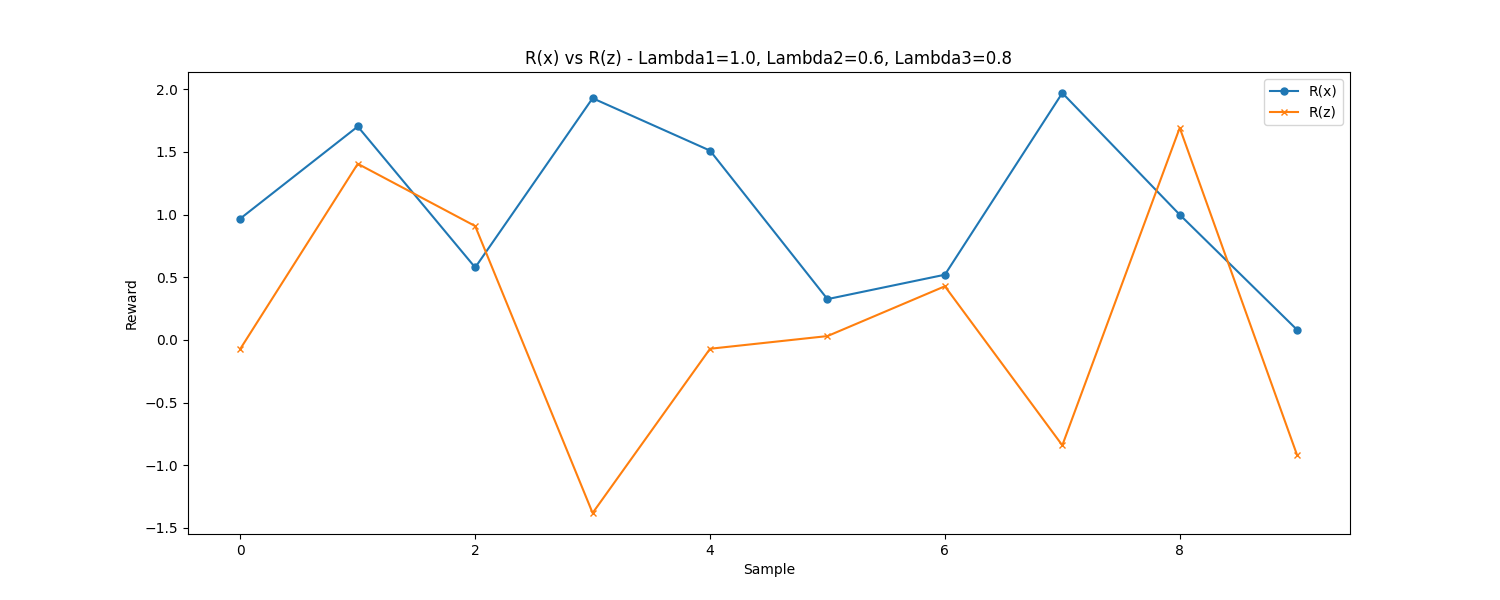 R(x) vs R(z) - Lambda1=1.0, Lambda2=0.6, Lambda3=0.8
R(x)
R(z)
2.0
1.5
1.0
0.5
0.0
−0.5
−1.0
−1.5
Reward
0 2 4 6 8
Sample